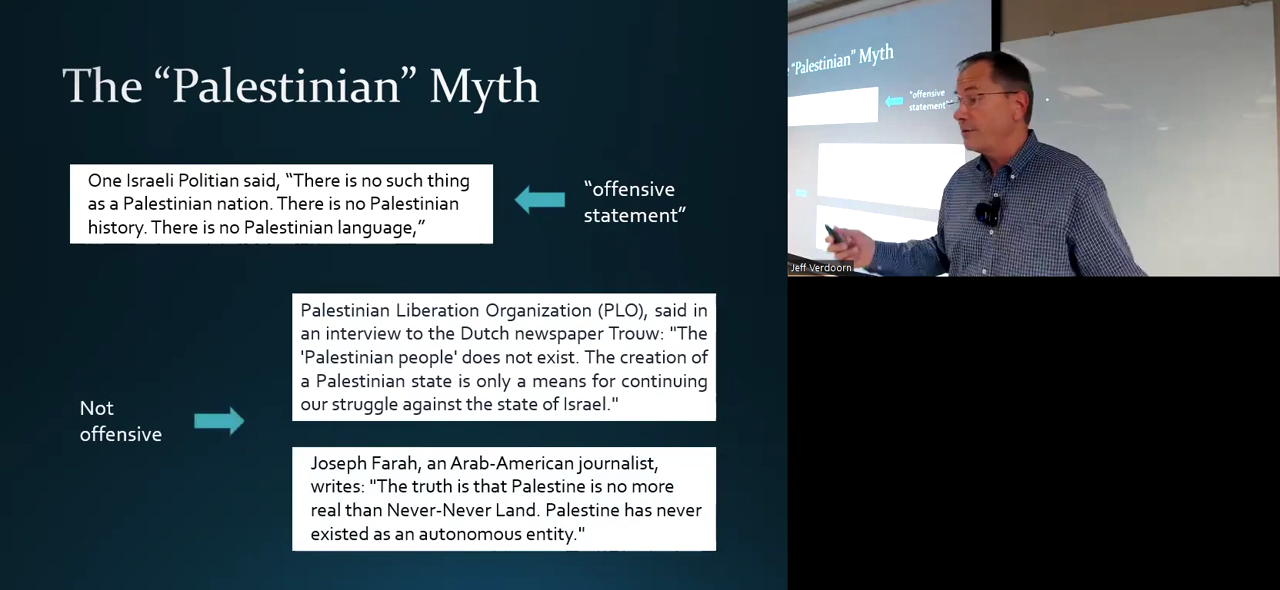 The “Palestinian” Myth
One Israeli Politian said, “There is no such thing
as a Palestinian nation. There is no Palestinian
history. There is no Palestinian language,”
“offensive
statement”
Palestinian Liberation Organization (PLO), said in
an interview to the Dutch newspaper Trouw: "The
'Palestinian people' does not exist. The creation of
a Palestinian state is only a means for continuing
our struggle against the state of Israel."
Not
offensive
Joseph Farah, an Arab-American journalist,
writes: "The truth is that Palestine is no more
real than Never-Never Land. Palestine has never
existed as an autonomous entity."
“Palestinian” Myth
“offensive
statement”
Jeff Verdoorn